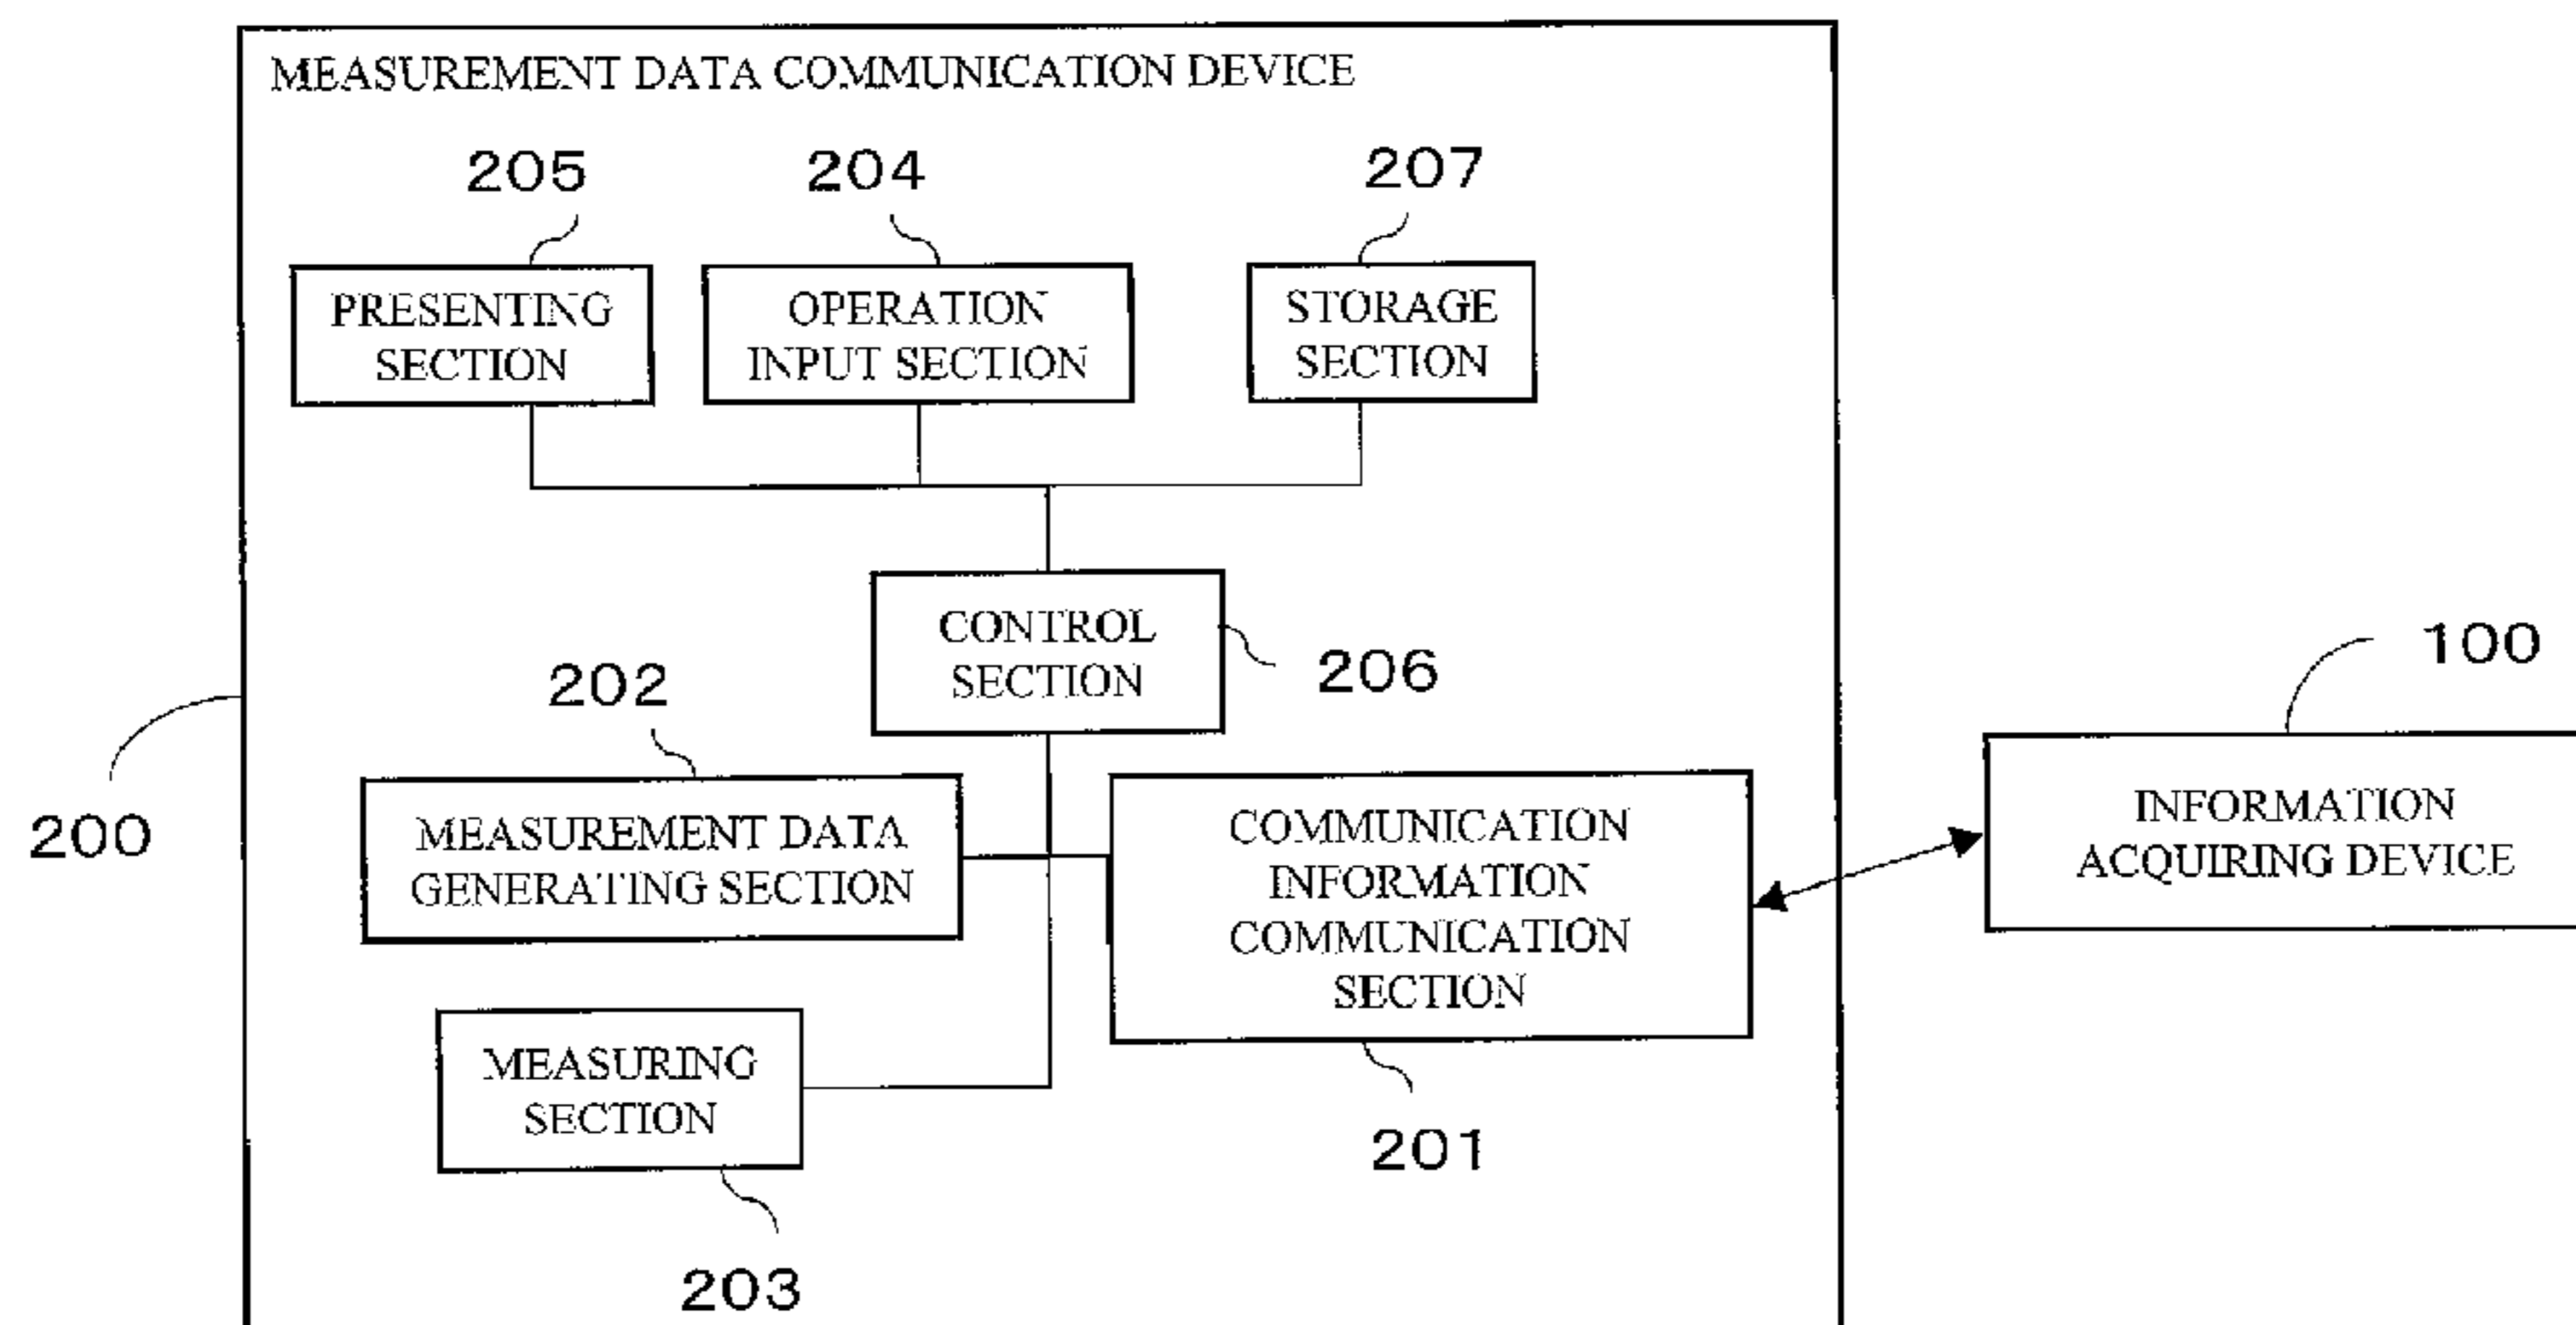 MEASUREMENT DATA COMMUNICATION DEVICE
205
204
207
PRESENTING
SECTION
OPERATION
INPUT SECTION
STORAGE
SECTION
CONTROL
SECTION
206
202
100
200
MEASUREMENT DATA
GENERATING SECTION
COMMUNICATION
INFORMATION
COMMUNICATION
SECTION
INFORMATION
ACQUIRING DEVICE
MEASURING
SECTION
201
203